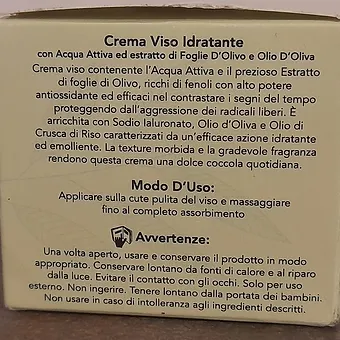 Crema Viso Idratante
con Acqua Attiva ed estratto di Foglie D'Olivo e Olio D'Oliva
Crema viso contenente l'Acqua Attiva e il prezioso Estratto
di foglie di Olivo, ricchi di fenoli con alto potere
antiossidante ed efficaci nel contrastare i segni del tempo
proteggendo dall'aggressione dei radicali liberi. È
arricchita con Sodio Ialuronato, Olio d'Oliva e Olio di
Crusca di Riso caratterizzati da un'efficace azione idratante
ed emolliente. La texture morbida e la gradevole fragranza
rendono questa crema una dolce coccola quotidiana.
Modo D'Uso:
Applicare sulla cute pulita del viso e massaggiare
fino al completo assorbimento
Avvertenze:
Una volta aperto, usare e conservare il prodotto in modo
appropriato. Conservare lontano da fonti di calore e al riparo
dalla luce. Evitare il contatto con gli occhi. Solo per uso
esterno. Non ingerire. Tenere lontano dalla portata dei bambini.
Non usare in caso di intolleranza agli ingredienti descritti.